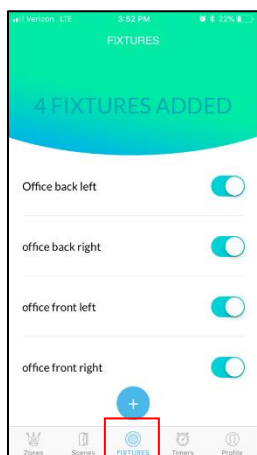 Verizon LTE 3:52 PM 22%
FIXTURES
4 FIXTURES ADDED
Office back left
office back right
office front left
office front right
+
Zones Scenes FIXTURES Timers Profile